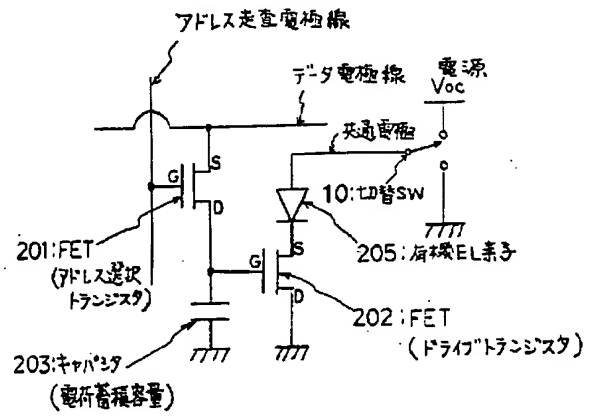 アドレス走査電極線
データ電極線
電源
Voc
共通電極
G
S
D
10:切替SW
201:FET
(アドレス選択
トランジスタ)
205:有機EL素子
G
S
D
202:FET
(ドライブトランジスタ)
203:キャパシタ
(電荷蓄積容量)